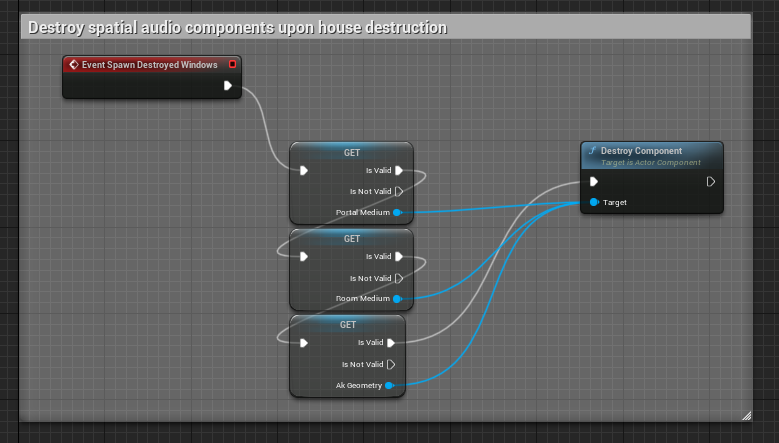 Destroy spatial audio components upon house destruction
Event Spawn Destroyed Windows
GET
Is Valid
Is Not Valid
Portal Medium
GET
Is Valid
Is Not Valid
Room Medium
GET
Is Valid
Is Not Valid
Ak Geometry
f Destroy Component
Target is Actor Component
Target